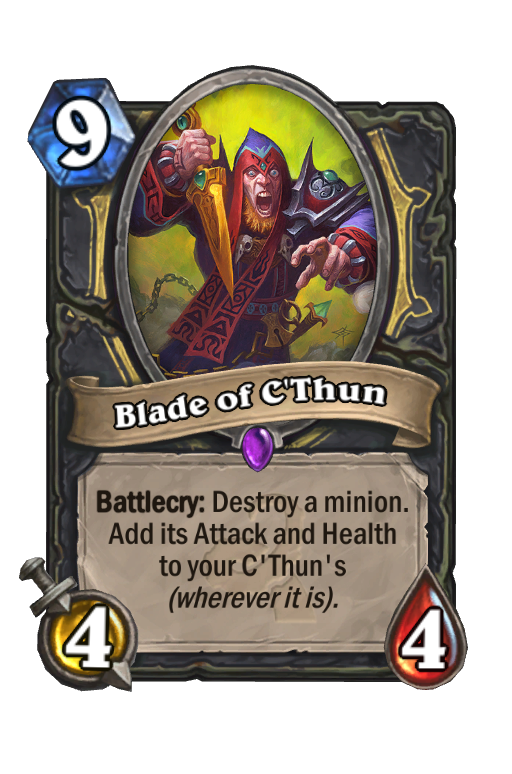 9
Blade of C'Thun
Battlecry: Destroy a minion.
Add its Attack and Health
to your C'Thun's
(wherever it is).
4
4